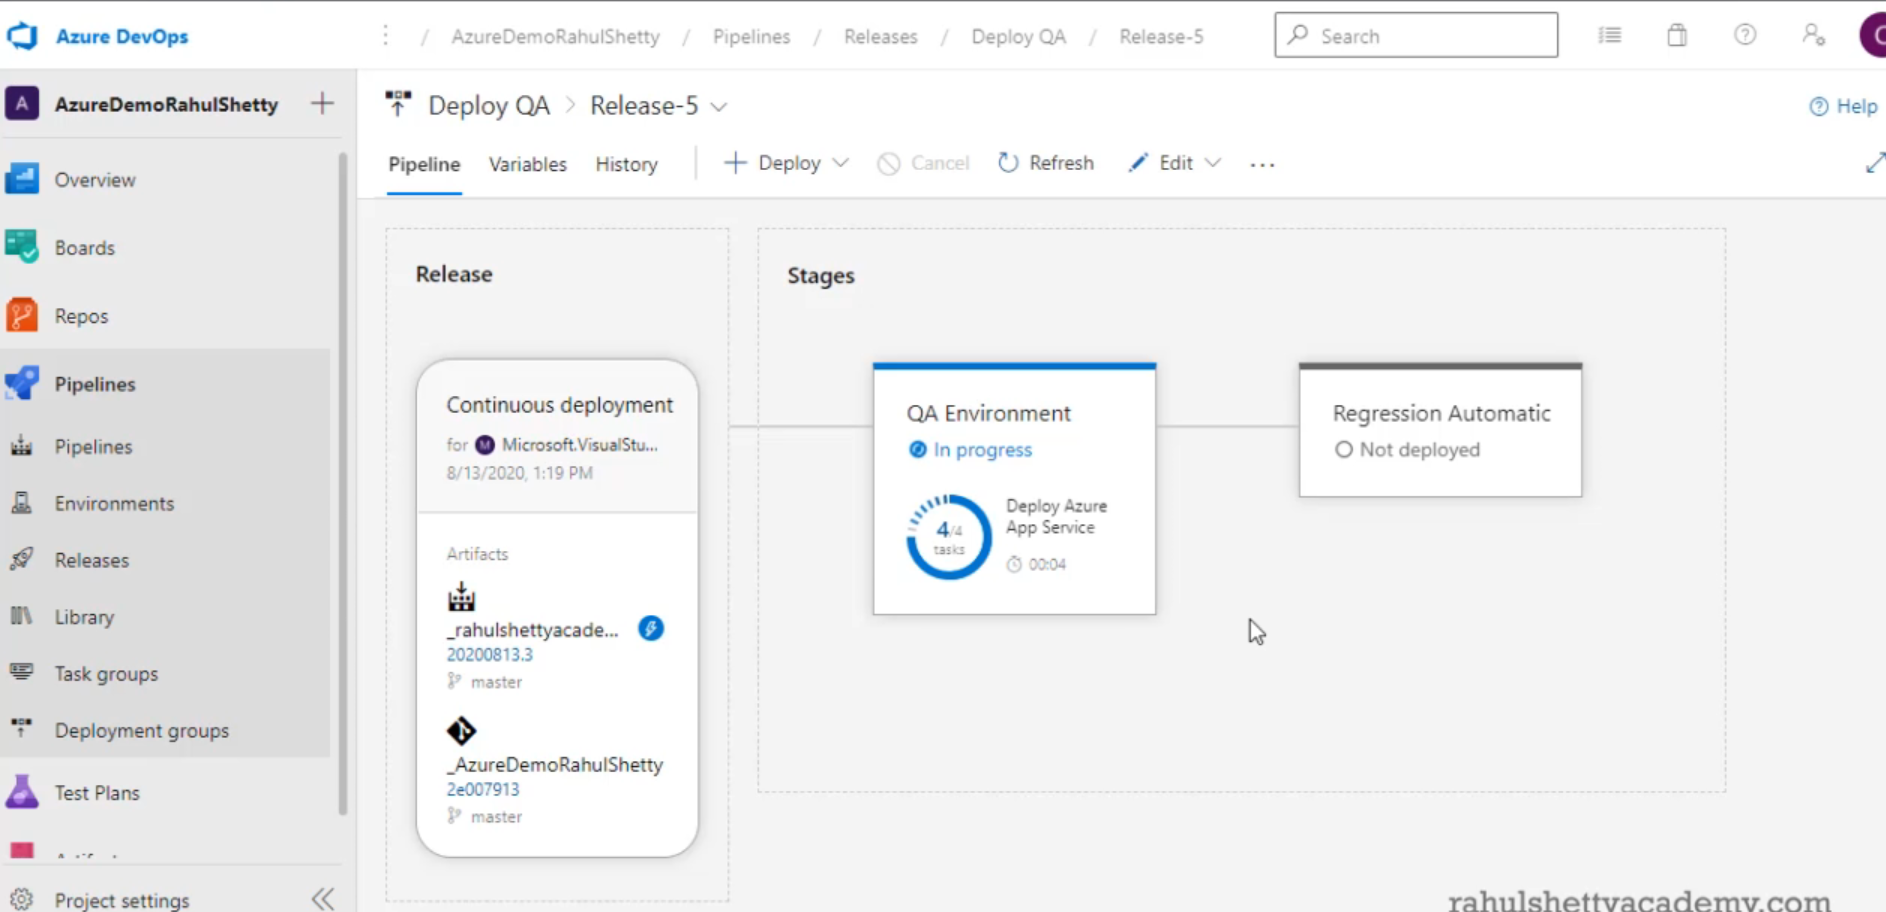 Azure DevOps
/ AzureDemoRahulShetty / Pipelines / Releases / Deploy QA / Release-5
Search
A AzureDemoRahulShetty
Deploy QA > Release-5
Help
Pipeline Variables History Deploy Cancel Refresh Edit ...
Overview
Boards
Repos
Pipelines
Pipelines
Environments
Releases
Library
Task groups
Deployment groups
Test Plans
Project settings
Release
Continuous deployment
for M Microsoft.VisualStu...
8/13/2020, 1:19 PM
Artifacts
_rahulshettyacade...
20200813.3
master
_AzureDemoRahulShetty
2e007913
master
Stages
QA Environment
In progress
4/4
tasks
Deploy Azure
App Service
00:04
Regression Automatic
Not deployed
rahulshettyacademy.com